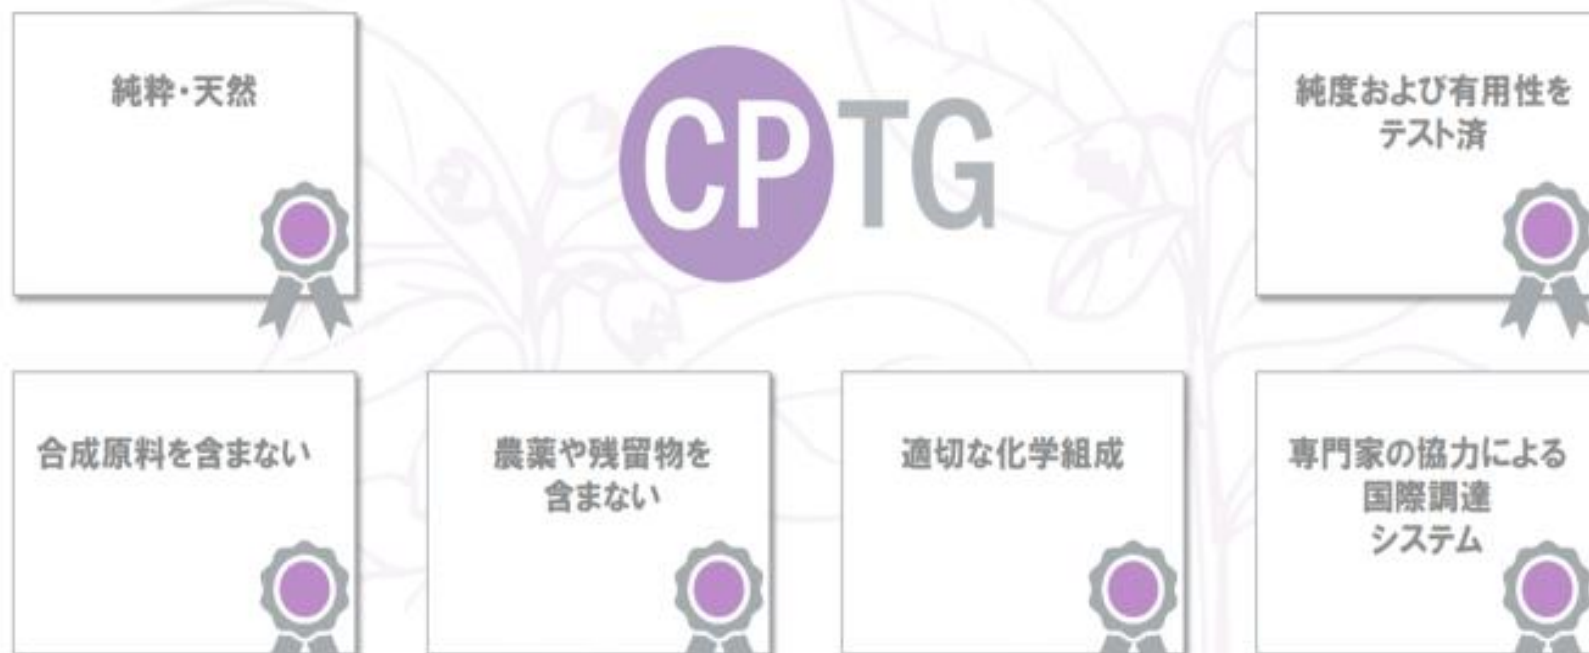 純粋・天然
CPTG
純度および有用性を
テスト済
合成原料を含まない
農薬や残留物を
含まない
適切な化学組成
専門家の協力による
国際調達
システム